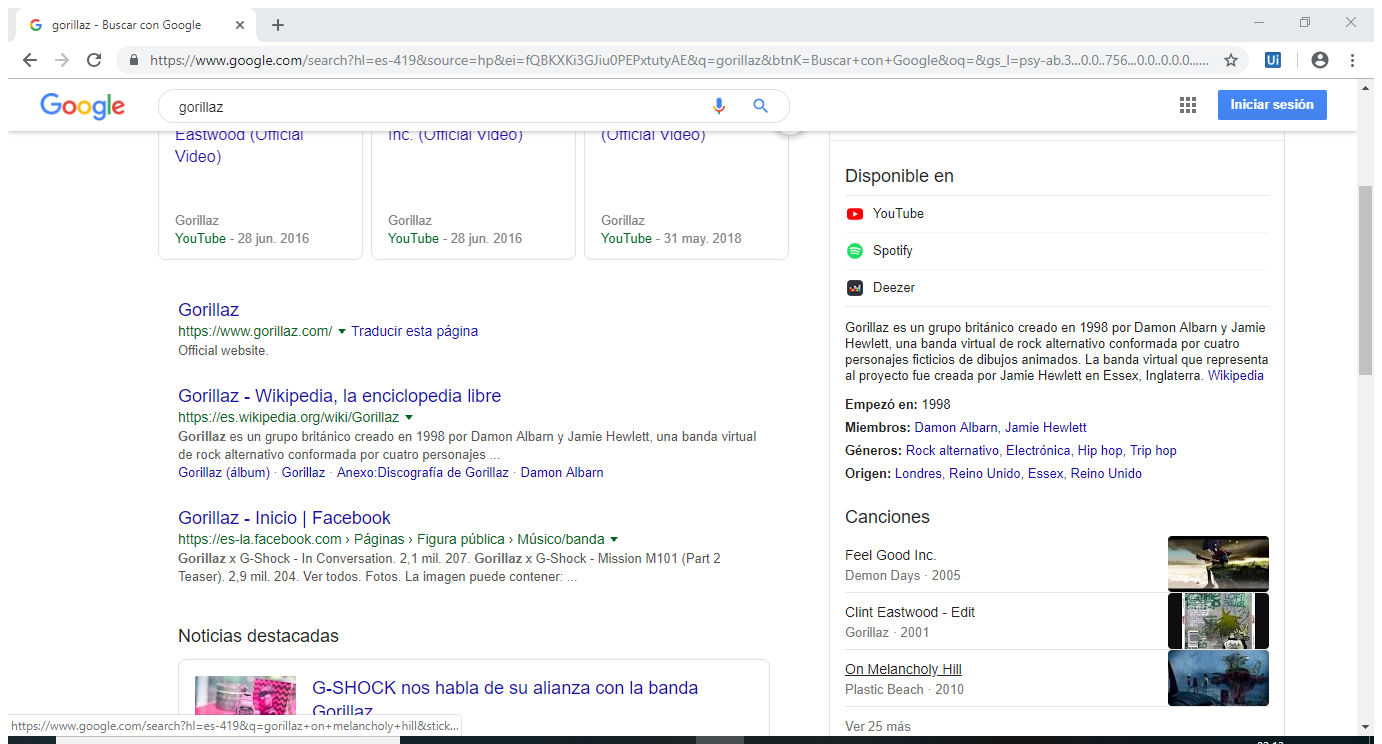 gorillaz - Buscar con Google
https://www.google.com/search?hl=es-419&source=hp&ei=fQBKXKi3GJiu0PEPxtutyAE&q=gorillaz&btnK=Buscar+con+Google&oq=&gs_l=psy-ab.3...0.0..756...0.0..0.0.0......
Ui
Google
gorillaz
Iniciar sesión
Eastwood (Official
Video)
Gorillaz
YouTube - 28 jun. 2016
Inc. (Official Video)
Gorillaz
YouTube - 28 jun. 2016
(Official Video)
Gorillaz
YouTube - 31 may. 2018
Gorillaz
https://www.gorillaz.com/ Traducir esta página
Official website.
Gorillaz - Wikipedia, la enciclopedia libre
https://es.wikipedia.org/wiki/Gorillaz
Gorillaz es un grupo británico creado en 1998 por Damon Albarn y Jamie Hewlett, una banda virtual
de rock alternativo conformada por cuatro personajes ...
Gorillaz (álbum) · Gorillaz · Anexo:Discografía de Gorillaz · Damon Albarn
Gorillaz - Inicio | Facebook
https://es-la.facebook.com › Páginas › Figura pública › Músico/banda
Gorillaz x G-Shock - In Conversation. 2,1 mil. 207. Gorillaz x G-Shock - Mission M101 (Part 2
Teaser). 2,9 mil. 204. Ver todos. Fotos. La imagen puede contener: ...
Noticias destacadas
G-SHOCK nos habla de su alianza con la banda
Gorillaz
https://www.google.com/search?hl=es-419&q=gorillaz+on+melancholy+hill&stick...
Disponible en
YouTube
Spotify
Deezer
Gorillaz es un grupo británico creado en 1998 por Damon Albarn y Jamie
Hewlett, una banda virtual de rock alternativo conformada por cuatro
personajes ficticios de dibujos animados. La banda virtual que representa
al proyecto fue creada por Jamie Hewlett en Essex, Inglaterra. Wikipedia
Empezó en: 1998
Miembros: Damon Albarn, Jamie Hewlett
Géneros: Rock alternativo, Electrónica, Hip hop, Trip hop
Origen: Londres, Reino Unido, Essex, Reino Unido
Canciones
Feel Good Inc.
Demon Days · 2005
Clint Eastwood - Edit
Gorillaz · 2001
On Melancholy Hill
Plastic Beach · 2010
Ver 25 más